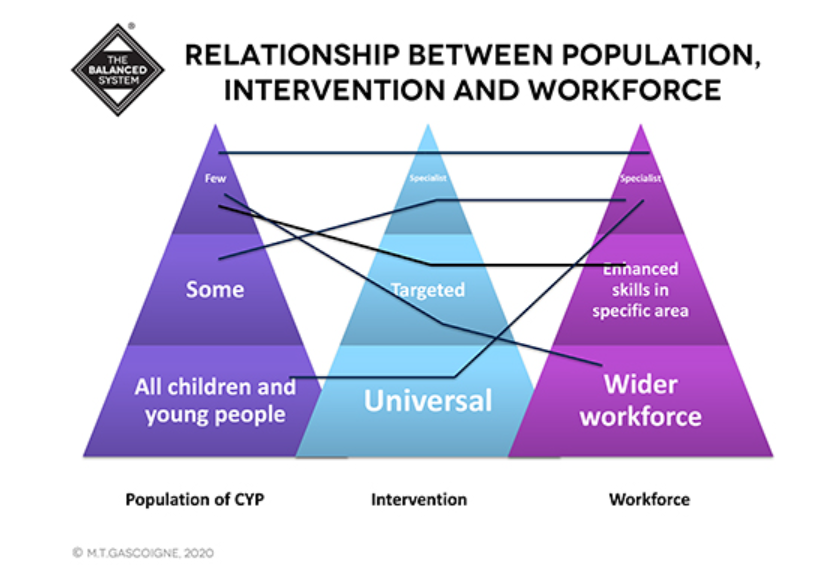 ®
THE
BALANCED
SYSTEM
RELATIONSHIP BETWEEN POPULATION,
INTERVENTION AND WORKFORCE
Few
Specialist
Specialist
Some
Targeted
Enhanced
skills in
specific area
All children and
young people
Universal
Wider
workforce
Population of CYP
Intervention
Workforce
© M.T.GASCOIGNE, 2020